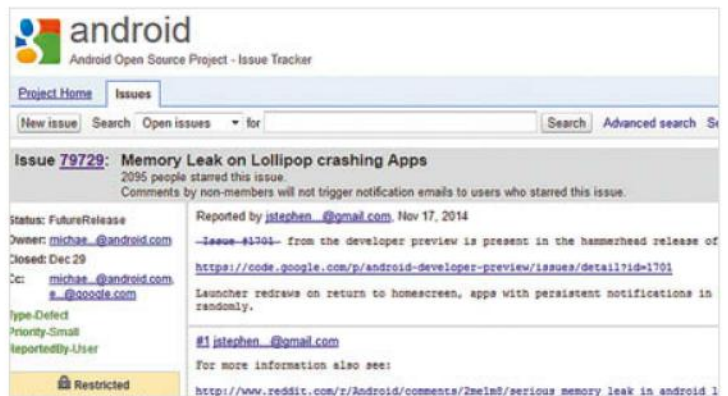 android
Android Open Source Project - Issue Tracker
Project Home Issues
New issue Search Open issues for Search Advanced search
Issue 79729: Memory Leak on Lollipop crashing Apps
2095 people starred this issue.
Comments by non-members will not trigger notification emails to users who starred this issue.
Status: FutureRelease
Owner: michae...@android.com
Closed: Dec 29
Cc: michae...@android.com,
e...@google.com
Type-Defect
Priority-Small
ReportedBy-User
Restricted
Reported by jstephen...@gmail.com, Nov 17, 2014
Issue #1701 from the developer preview is present in the hammerhead release of
https://code.google.com/p/android-developer-preview/issues/detail?id=1701
Launcher redraws on return to homescreen, apps with persistent notifications in
randomly.
#1 jstephen...@gmail.com
For more information also see:
http://www.reddit.com/r/Android/comments/2me1m8/serious_memory_leak_in_android_l